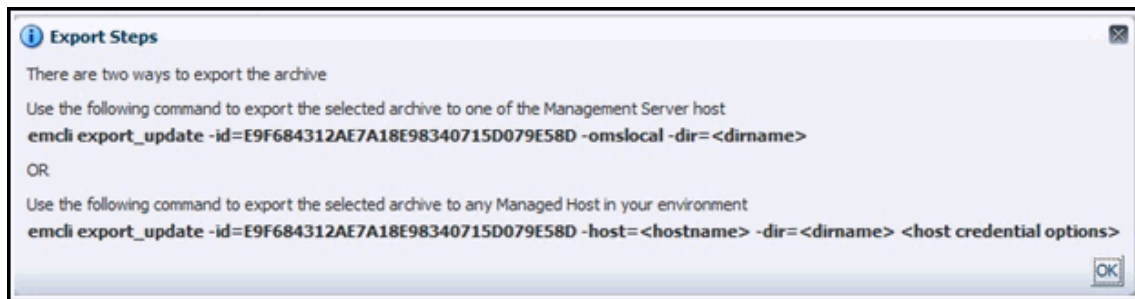 Export Steps
There are two ways to export the archive
Use the following command to export the selected archive to one of the Management Server host
emcli export_update -id=E9F684312AE7A18E98340715D079E58D -omslocal -dir=<dirname>
OR
Use the following command to export the selected archive to any Managed Host in your environment
emcli export_update -id=E9F684312AE7A18E98340715D079E58D -host=<hostname> -dir=<dirname> <host credential options>
OK